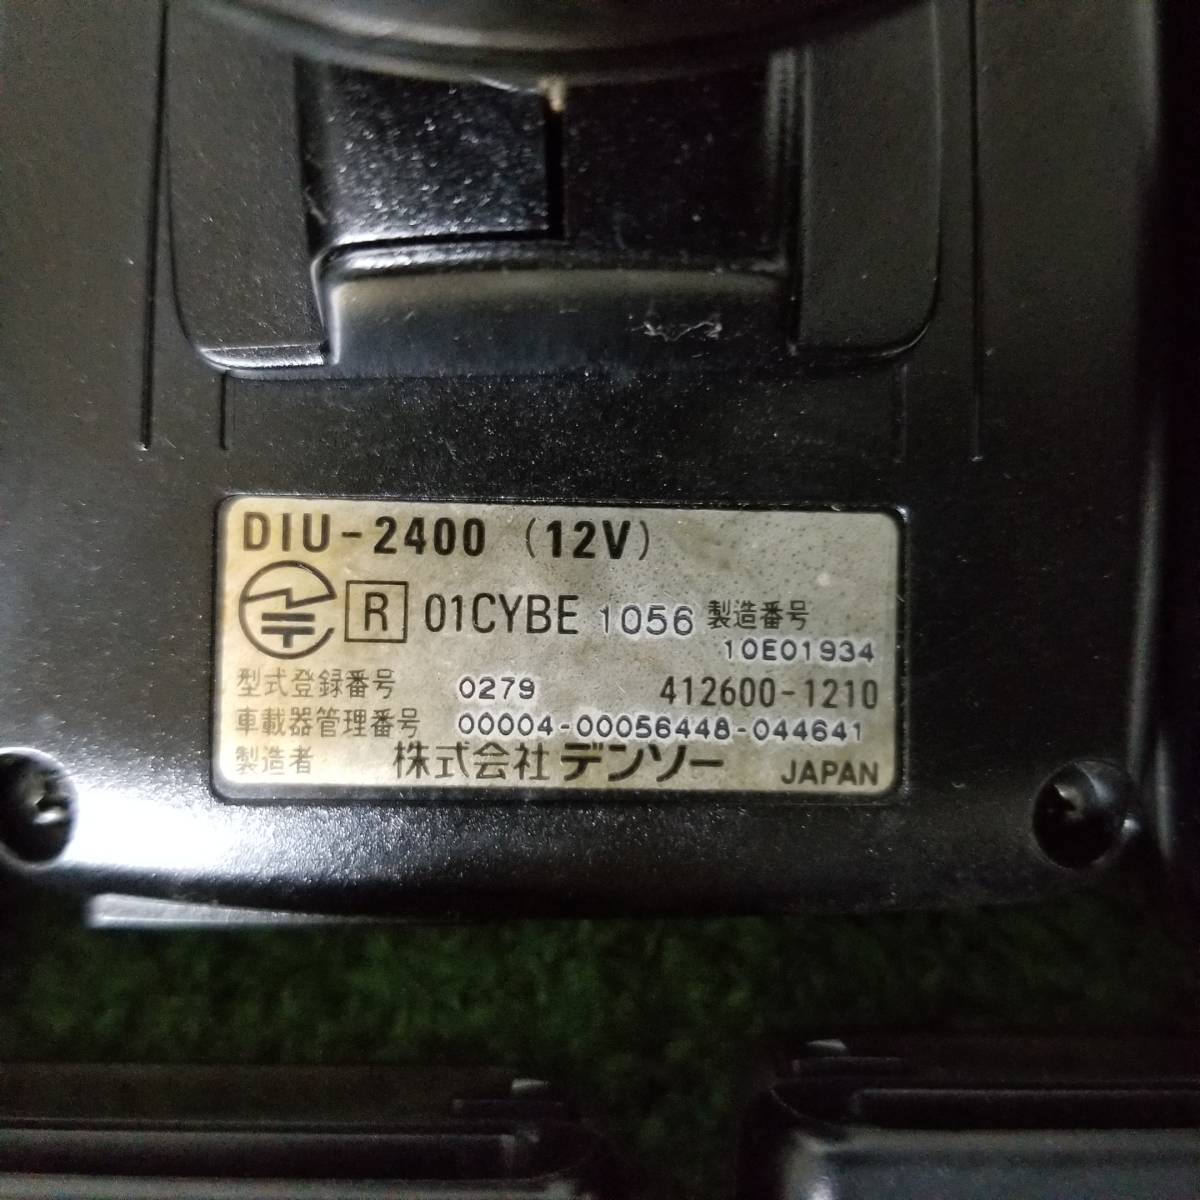 DIU-2400 (12V)
R 01CYBE 1056 製造番号
10E01934
型式登録番号 0279 412600-1210
車載器管理番号 00004-00056448-044641
製造者 株式会社 デンソー JAPAN